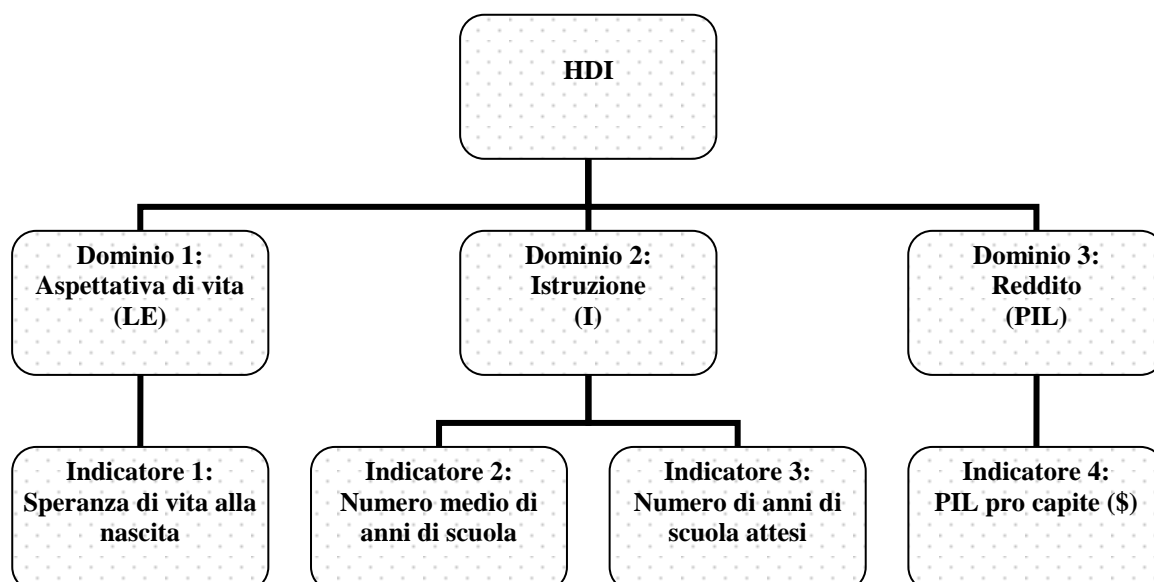 HDI
Dominio 1:
Aspettativa di vita
(LE)
Dominio 2:
Istruzione
(I)
Dominio 3:
Reddito
(PIL)
Indicatore 1:
Speranza di vita alla
nascita
Indicatore 2:
Numero medio di
anni di scuola
Indicatore 3:
Numero di anni di
scuola attesi
Indicatore 4:
PIL pro capite ($)